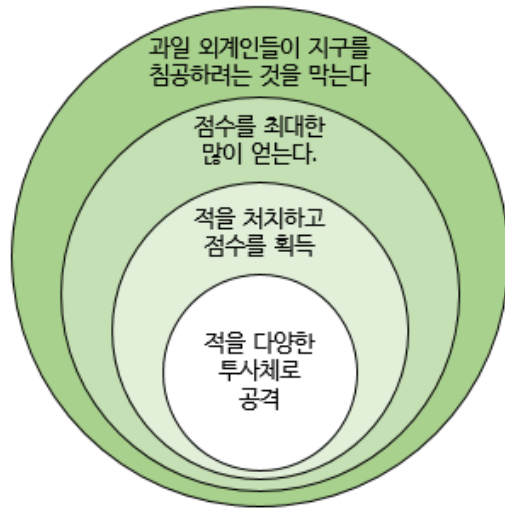 과일 외계인들이 지구를
침공하려는 것을 막는다
점수를 최대한
많이 얻는다.
적을 처치하고
점수를 획득
적을 다양한
투사체로
공격